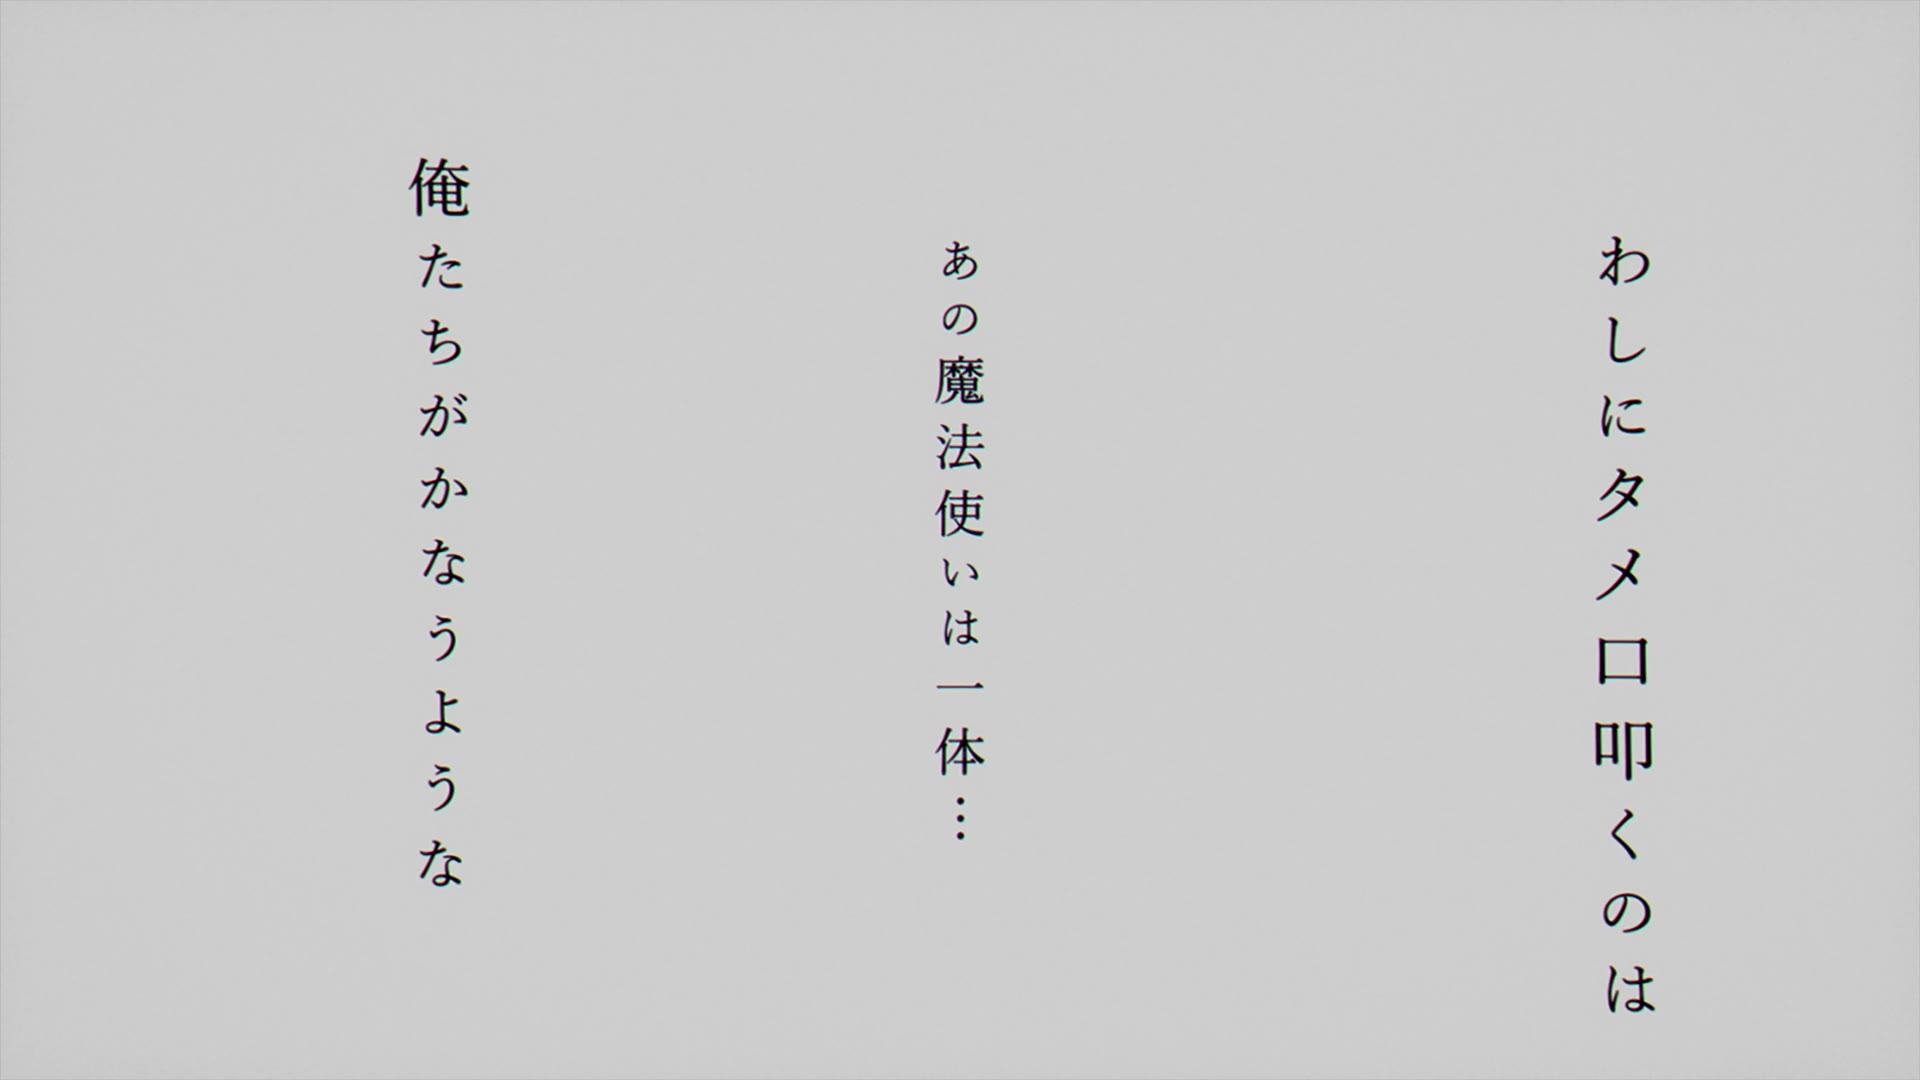 わしにタメ口叩くのは
あの魔法使いは一体…
俺たちがかなうような